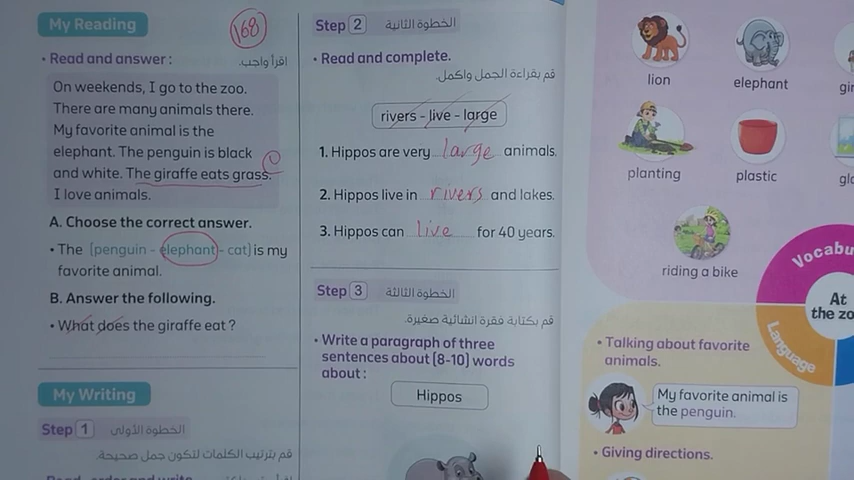 My Reading
168
• Read and answer :
اقرأ واجب.
On weekends, I go to the zoo.
There are many animals there.
My favorite animal is the
elephant. The penguin is black
and white. The giraffe eats grass.
I love animals.
A. Choose the correct answer.
• The (penguin - elephant - cat) is my
favorite animal.
B. Answer the following.
• What does the giraffe eat ?
My Writing
Step 1 الخطوة الأولى
قم بترتيب الكلمات لتكون جمل صحيحة.
Step 2 الخطوة الثانية
• Read and complete.
قم بقراءة الجمل واكمل.
rivers - live - large
1. Hippos are very large animals.
2. Hippos live in rivers and lakes.
3. Hippos can live for 40 years.
Step 3 الخطوة الثالثة
قم بكتابة فقرة انشائية صغيرة.
• Write a paragraph of three
sentences about (8-10) words
about :
Hippos
lion
elephant
planting
plastic
riding a bike
Vocabu
At
the zo
Language
• Talking about favorite
animals.
My favorite animal is
the penguin.
• Giving directions.